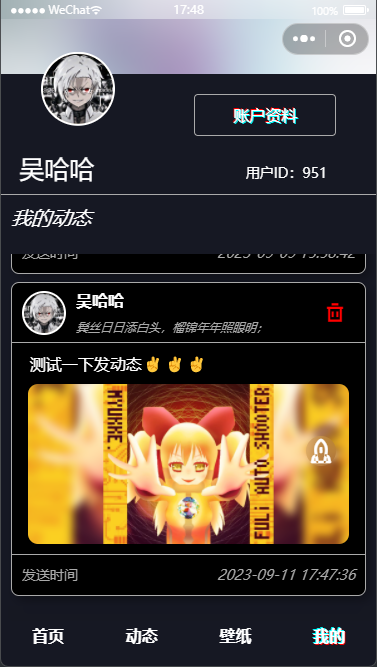 WeChat 17:48 100%
账户资料
吴哈哈 用户ID：951
我的动态
发送时间 2023-09-09 15:58:42
吴哈哈
鬓丝日日添白头，榴锦年年照眼明；
测试一下发动态✌✌✌
MYUKKE.
FULi AUTO SHOOTER
发送时间 2023-09-11 17:47:36
首页 动态 壁纸 我的